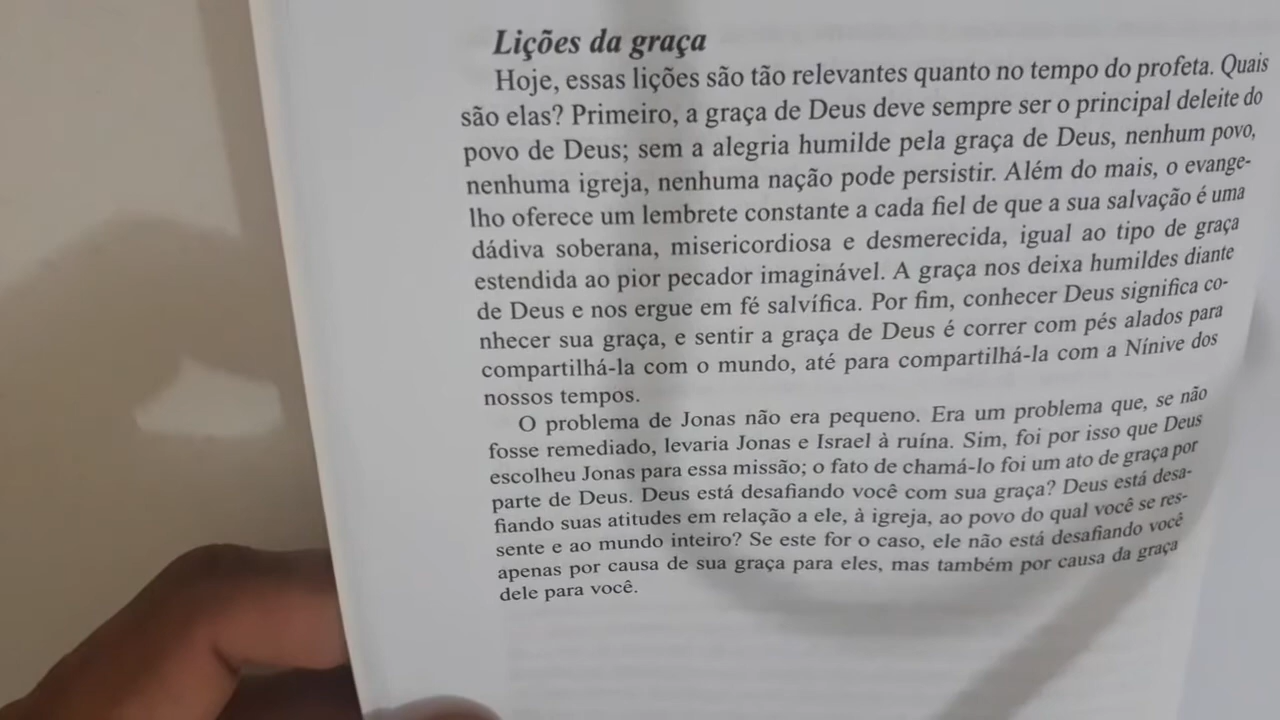 Lições da graça
Hoje, essas lições são tão relevantes quanto no tempo do profeta. Quais
são elas? Primeiro, a graça de Deus deve sempre ser o principal deleite do
povo de Deus; sem a alegria humilde pela graça de Deus, nenhum povo,
nenhuma igreja, nenhuma nação pode persistir. Além do mais, o evange-
lho oferece um lembrete constante a cada fiel de que a sua salvação é uma
dádiva soberana, misericordiosa e desmerecida, igual ao tipo de graça
estendida ao pior pecador imaginável. A graça nos deixa humildes diante
de Deus e nos ergue em fé salvífica. Por fim, conhecer Deus significa co-
nhecer sua graça, e sentir a graça de Deus é correr com pés alados para
compartilhá-la com o mundo, até para compartilhá-la com a Nínive dos
nossos tempos.
O problema de Jonas não era pequeno. Era um problema que, se não
fosse remediado, levaria Jonas e Israel à ruína. Sim, foi por isso que Deus
escolheu Jonas para essa missão; o fato de chamá-lo foi um ato de graça por
parte de Deus. Deus está desafiando você com sua graça? Deus está desa-
fiando suas atitudes em relação a ele, à igreja, ao povo do qual você se res-
sente e ao mundo inteiro? Se este for o caso, ele não está desafiando você
apenas por causa de sua graça para eles, mas também por causa da graça
dele para você.